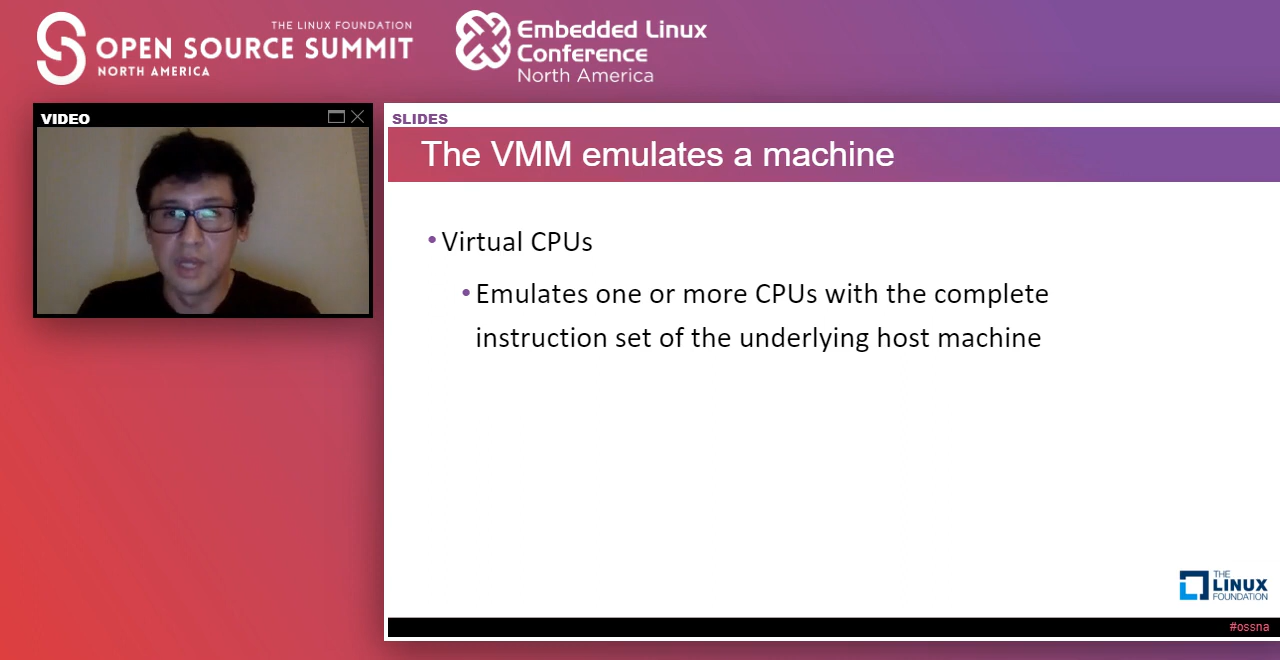 THE LINUX FOUNDATION
OPEN SOURCE SUMMIT
NORTH AMERICA
Embedded Linux
Conference
North America
VIDEO
SLIDES
The VMM emulates a machine
• Virtual CPUs
• Emulates one or more CPUs with the complete
instruction set of the underlying host machine
THE
LINUX
FOUNDATION
#ossna